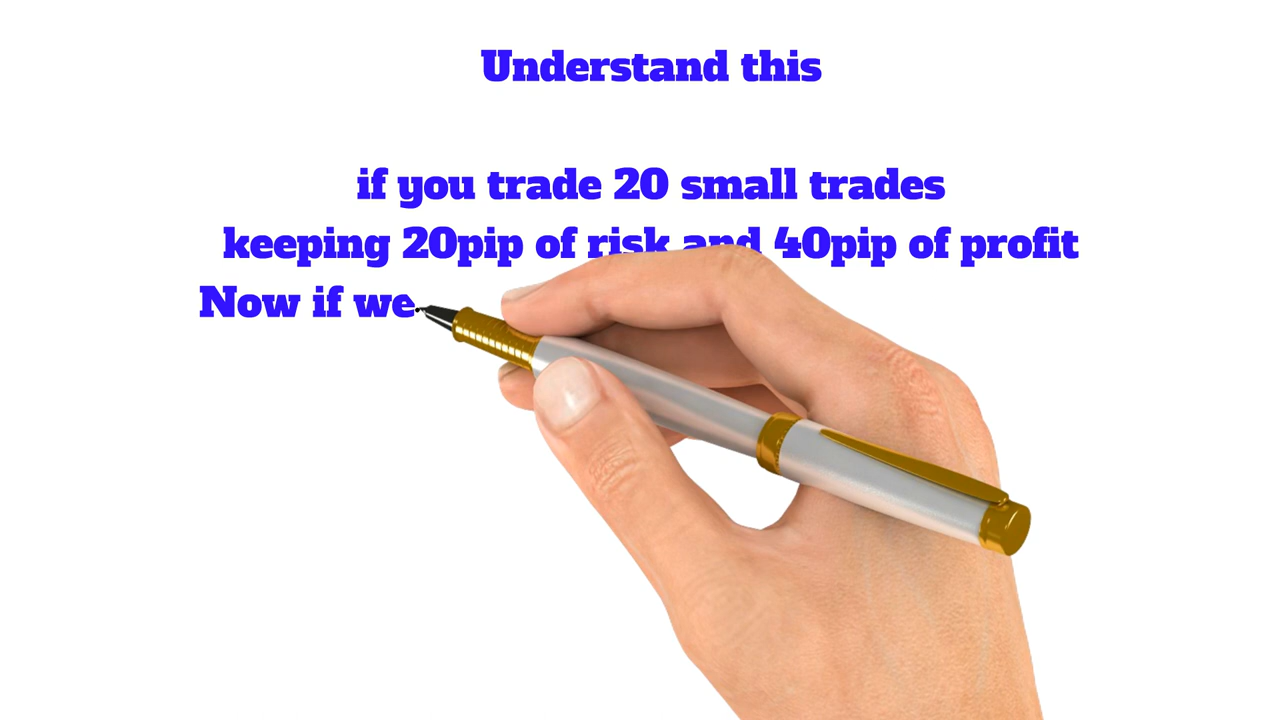 Understand this
if you trade 20 small trades
keeping 20pip of risk and 40pip of profit
Now if we